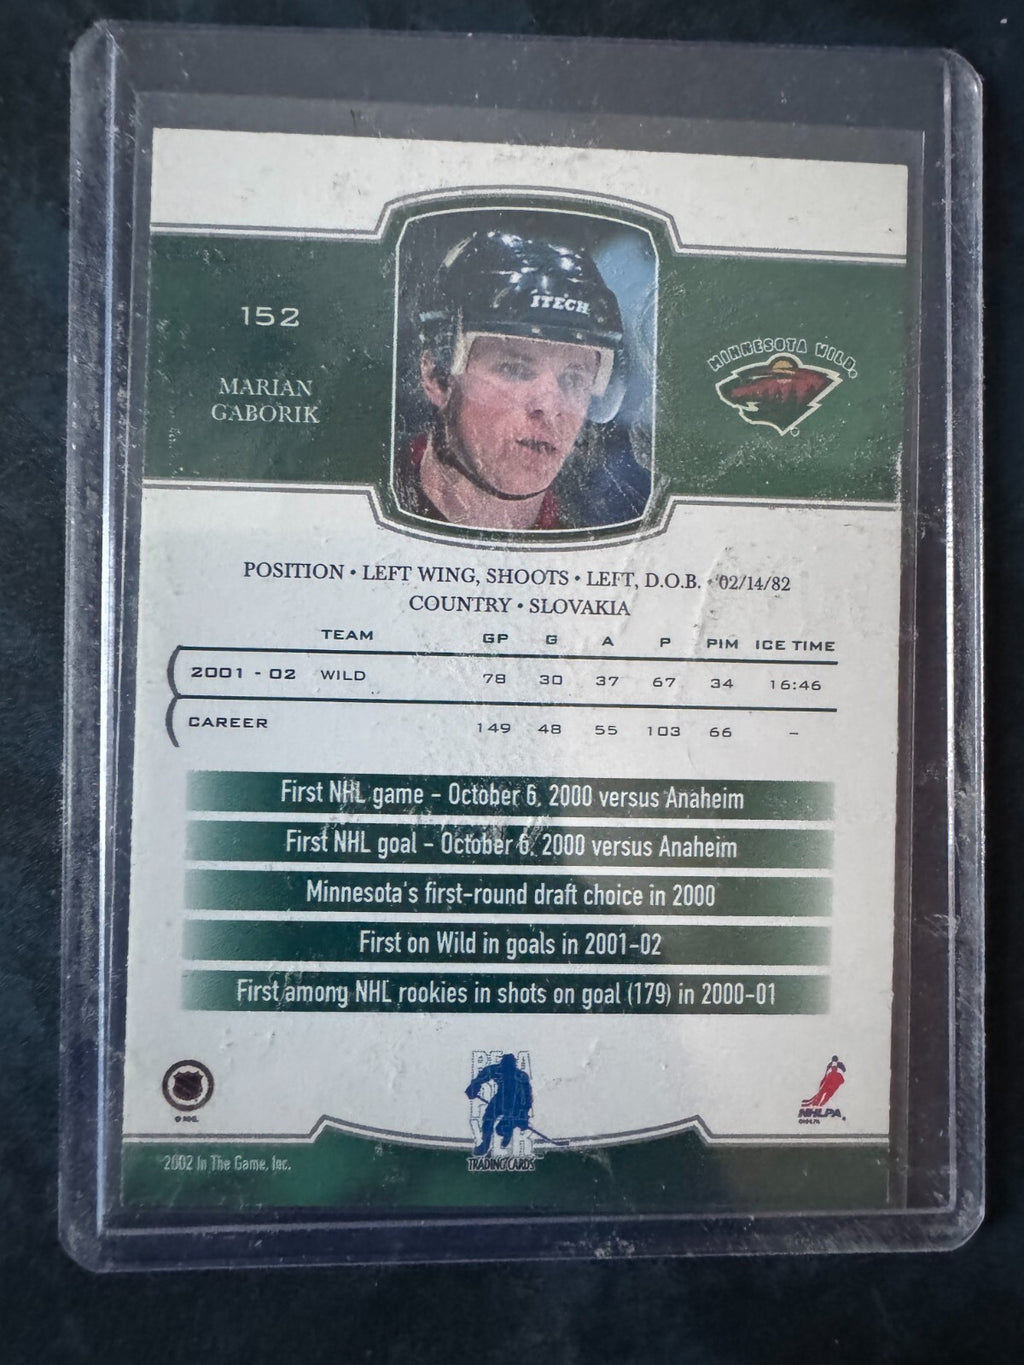 ITECH
152
MARIAN
GABORIK
MINNESOTA WILD
POSITION • LEFT WING, SHOOTS • LEFT, D.O.B. • 02/14/82
COUNTRY • SLOVAKIA
TEAM GP G A P PIM ICE TIME
2001 - 02 WILD 78 30 37 67 34 16:46
CAREER 149 48 55 103 66 –
First NHL game – October 6, 2000 versus Anaheim
First NHL goal – October 6, 2000 versus Anaheim
Minnesota's first-round draft choice in 2000
First on Wild in goals in 2001-02
First among NHL rookies in shots on goal (179) in 2000-01
© NHL
TRADING CARDS
NHLPA
2002 In The Game, Inc.